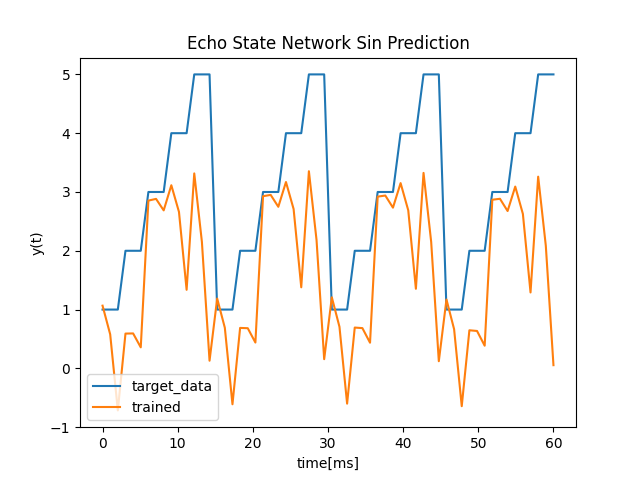 Echo State Network Sin Prediction
5
4
3
2
1
0
−1
y(t)
target_data
trained
0 10 20 30 40 50 60
time[ms]